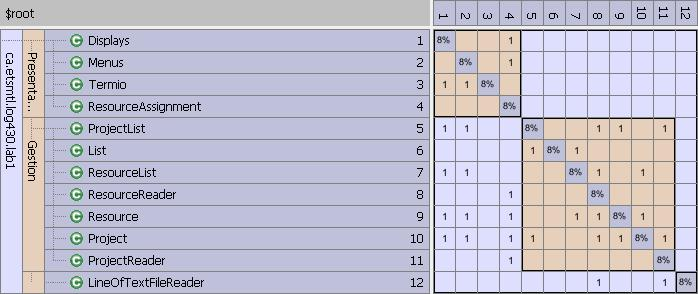 $root 1 2 3 4 5 6 7 8 9 10 11 12
ca.etsmtl.log430.lab1
Presenta...
Displays 1 8% 1
Menus 2 8% 1
Termio 3 1 1 8%
ResourceAssignment 4 8%
Gestion
ProjectList 5 1 1 8% 1 1 1
List 6 1 8% 1
ResourceList 7 1 1 1 8% 1 1
ResourceReader 8 1 8%
Resource 9 1 1 1 1 1 8% 1
Project 10 1 1 1 1 1 1 8% 1
ProjectReader 11 1 8%
LineOfTextFileReader 12 1 1 8%